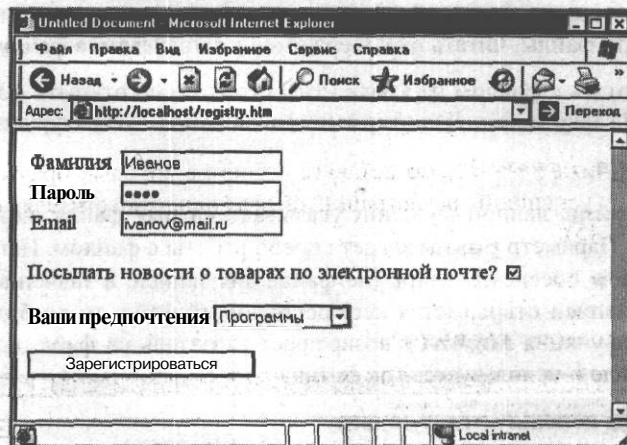 Untitled Document - Microsoft Internet Explorer
Файл Правка Вид Избранное Сервис Справка
Назад Поиск Избранное
Адрес: http://localhost/registry.htm Переход
Фамилия Иванов
Пароль ●●●●
Email ivanov@mail.ru
Посылать новости о товарах по электронной почте?
Ваши предпочтения Программы
Зарегистрироваться
Local intranet